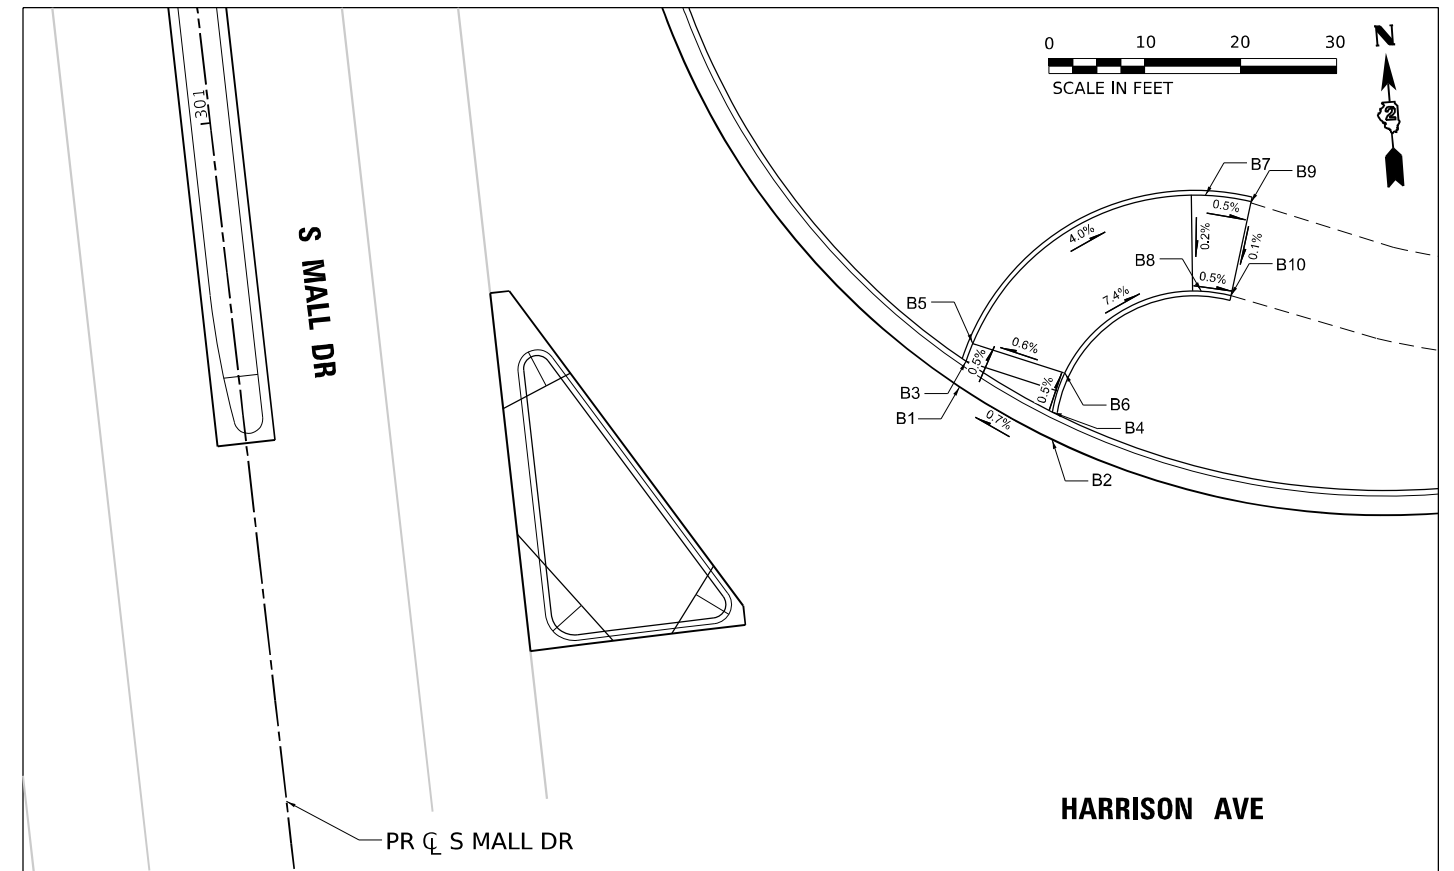 0 10 20 30
SCALE IN FEET
N
2
301
S MALL DR
B7
B9
0.5%
4.0%
0.2%
0.1%
B8
0.5%
B10
7.4%
B5
0.6%
0.5%
0.5%
B3
B6
B1
0.7%
B4
B2
HARRISON AVE
PR ℄ S MALL DR